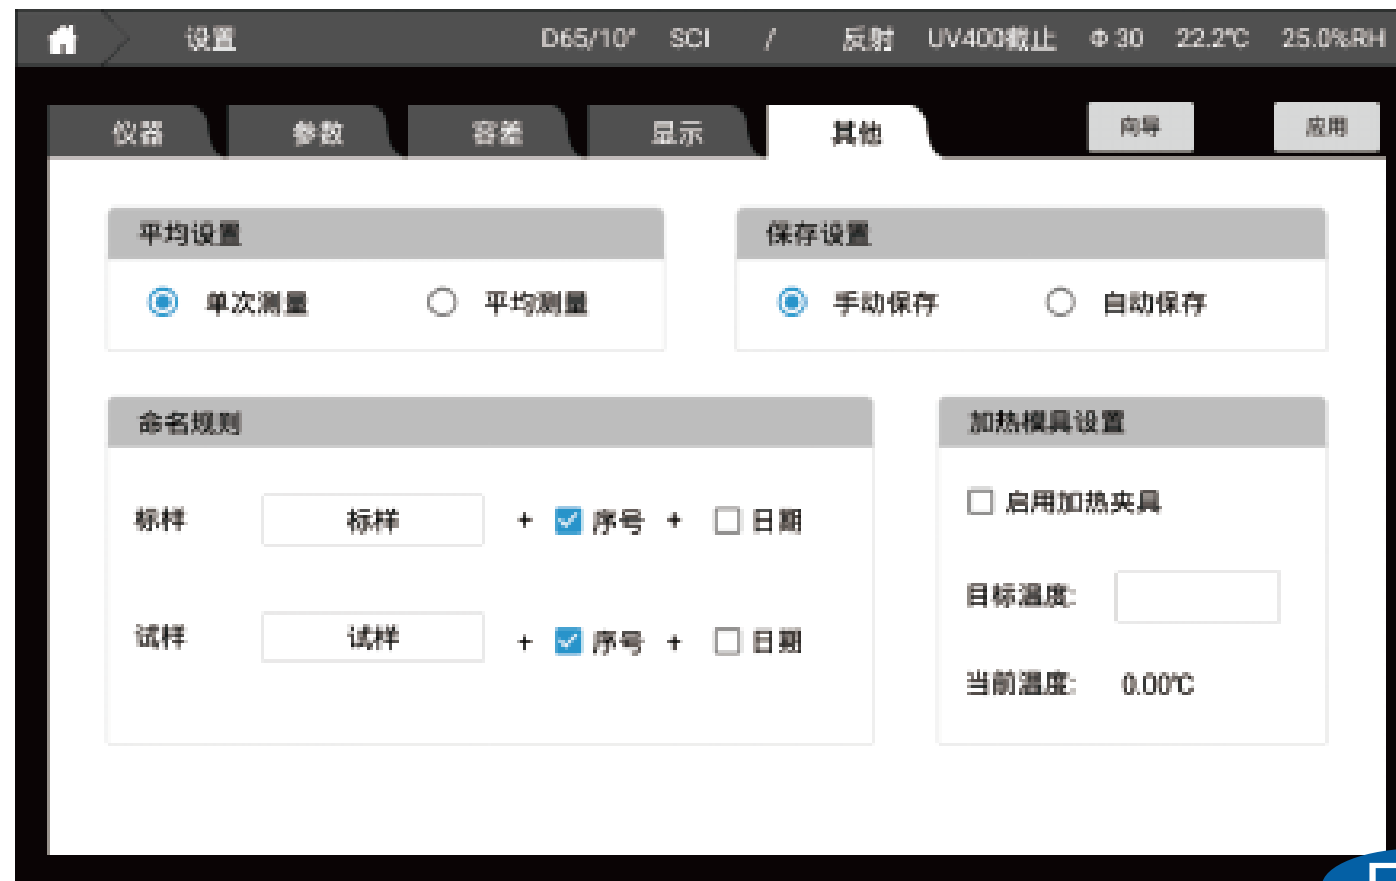 设置 D65/10° SCI / 反射 UV400截止 Φ30 22.2℃ 25.0%RH
仪器 参数 容差 显示 其他 向导 应用
平均设置 保存设置
单次测量 平均测量 手动保存 自动保存
命名规则 加热模具设置
启用加热夹具
标样 标样 + 序号 + 日期
目标温度:
试样 试样 + 序号 + 日期
当前温度: 0.00℃